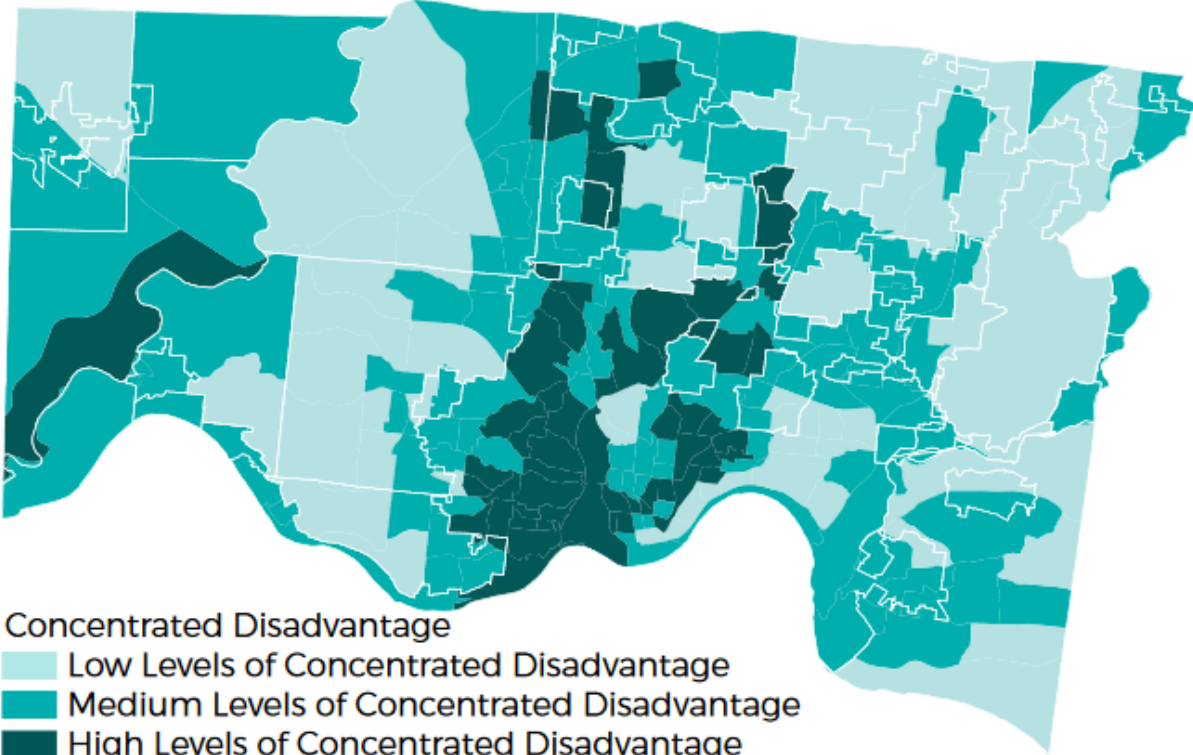 Concentrated Disadvantage
Low Levels of Concentrated Disadvantage
Medium Levels of Concentrated Disadvantage
High Levels of Concentrated Disadvantage